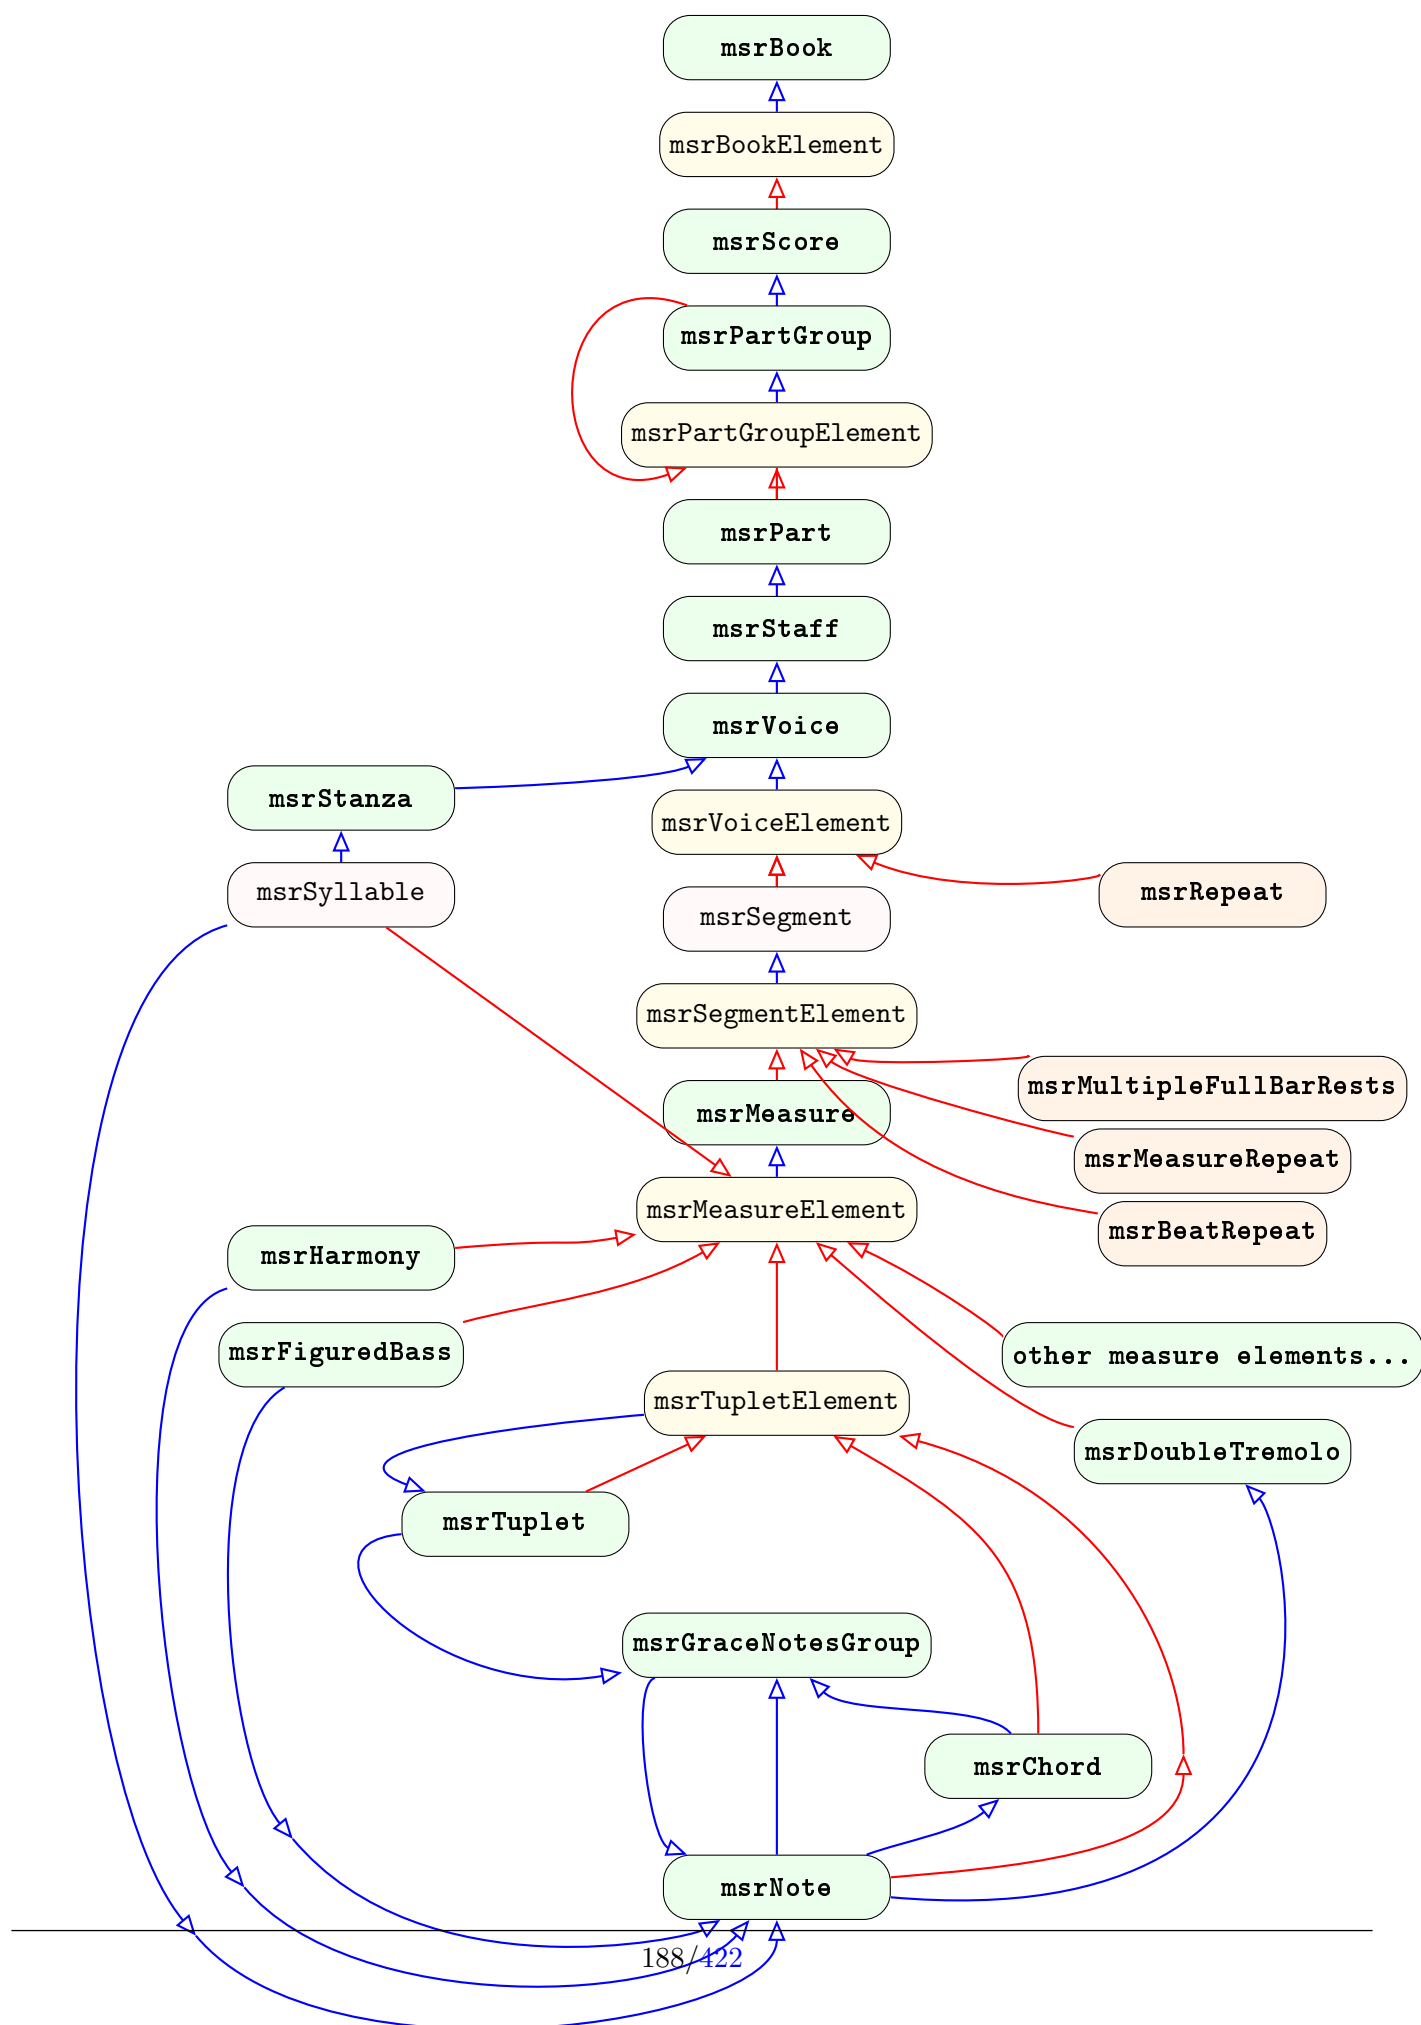 msrBook
msrBookElement
msrScore
msrPartGroup
msrPartGroupElement
msrPart
msrStaff
msrVoice
msrStanza
msrVoiceElement
msrSyllable
msrRepeat
msrSegment
msrSegmentElement
msrMultipleFullBarRests
msrMeasure
msrMeasureRepeat
msrMeasureElement
msrBeatRepeat
msrHarmony
msrFiguredBass
other measure elements...
msrTupletElement
msrDoubleTremolo
msrTuplet
msrGraceNotesGroup
msrChord
msrNote
188/422